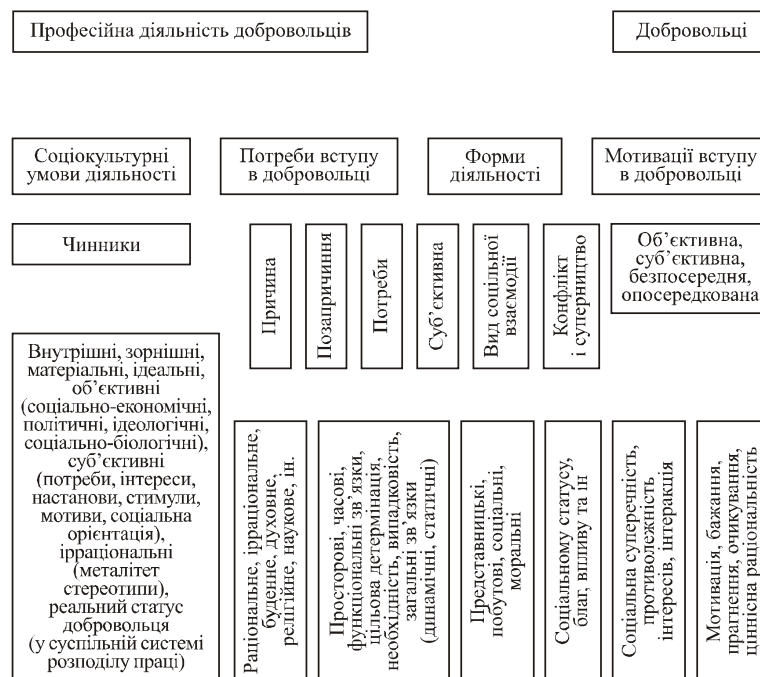 Професійна діяльність добровольців
Добровольці
Соціокультурні
умови діяльності
Потреби вступу
в добровольці
Форми
діяльності
Мотивації вступу
в добровольці
Чинники
Причина
Позапричиння
Потреби
Суб’єктивна
Вид соцільної
взаємодії
Конфлікт
і суперництво
Об’єктивна,
суб’єктивна,
безпосередня,
опосередкована
Внутрішні, зорнішні,
матеріальні, ідеальні,
об’єктивні
(соціально-економічні,
політичні, ідеологічні,
соціально-біологічні),
суб’єктивні
(потреби, інтереси,
настанови, стимули,
мотиви, соціальна
орієнтація),
ірраціональні
(металітет
стереотипи),
реальний статус
добровольця
(у суспільній системі
розподілу праці)
Раціональне, ірраціональне,
буденне, духовне,
релігійне, наукове, ін.
Просторові, часові,
функціональні зв’язки,
цільова детермінація,
необхідність, випадковість,
загальні зв’язки
(динамічні, статичні)
Представницькі,
побутові, соціальні,
моральні
Соціальному статусу,
благ, впливу та ін
Соціальна суперечність,
противолежність
інтересів, інтеракція
Мотивація, бажання,
прагнення, очикування,
ціннісна раціональність